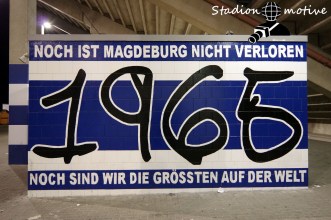 Stadion motive
NOCH IST MAGDEBURG NICHT VERLOREN
1965
NOCH SIND WIR DIE GRÖSSTEN AUF DER WELT